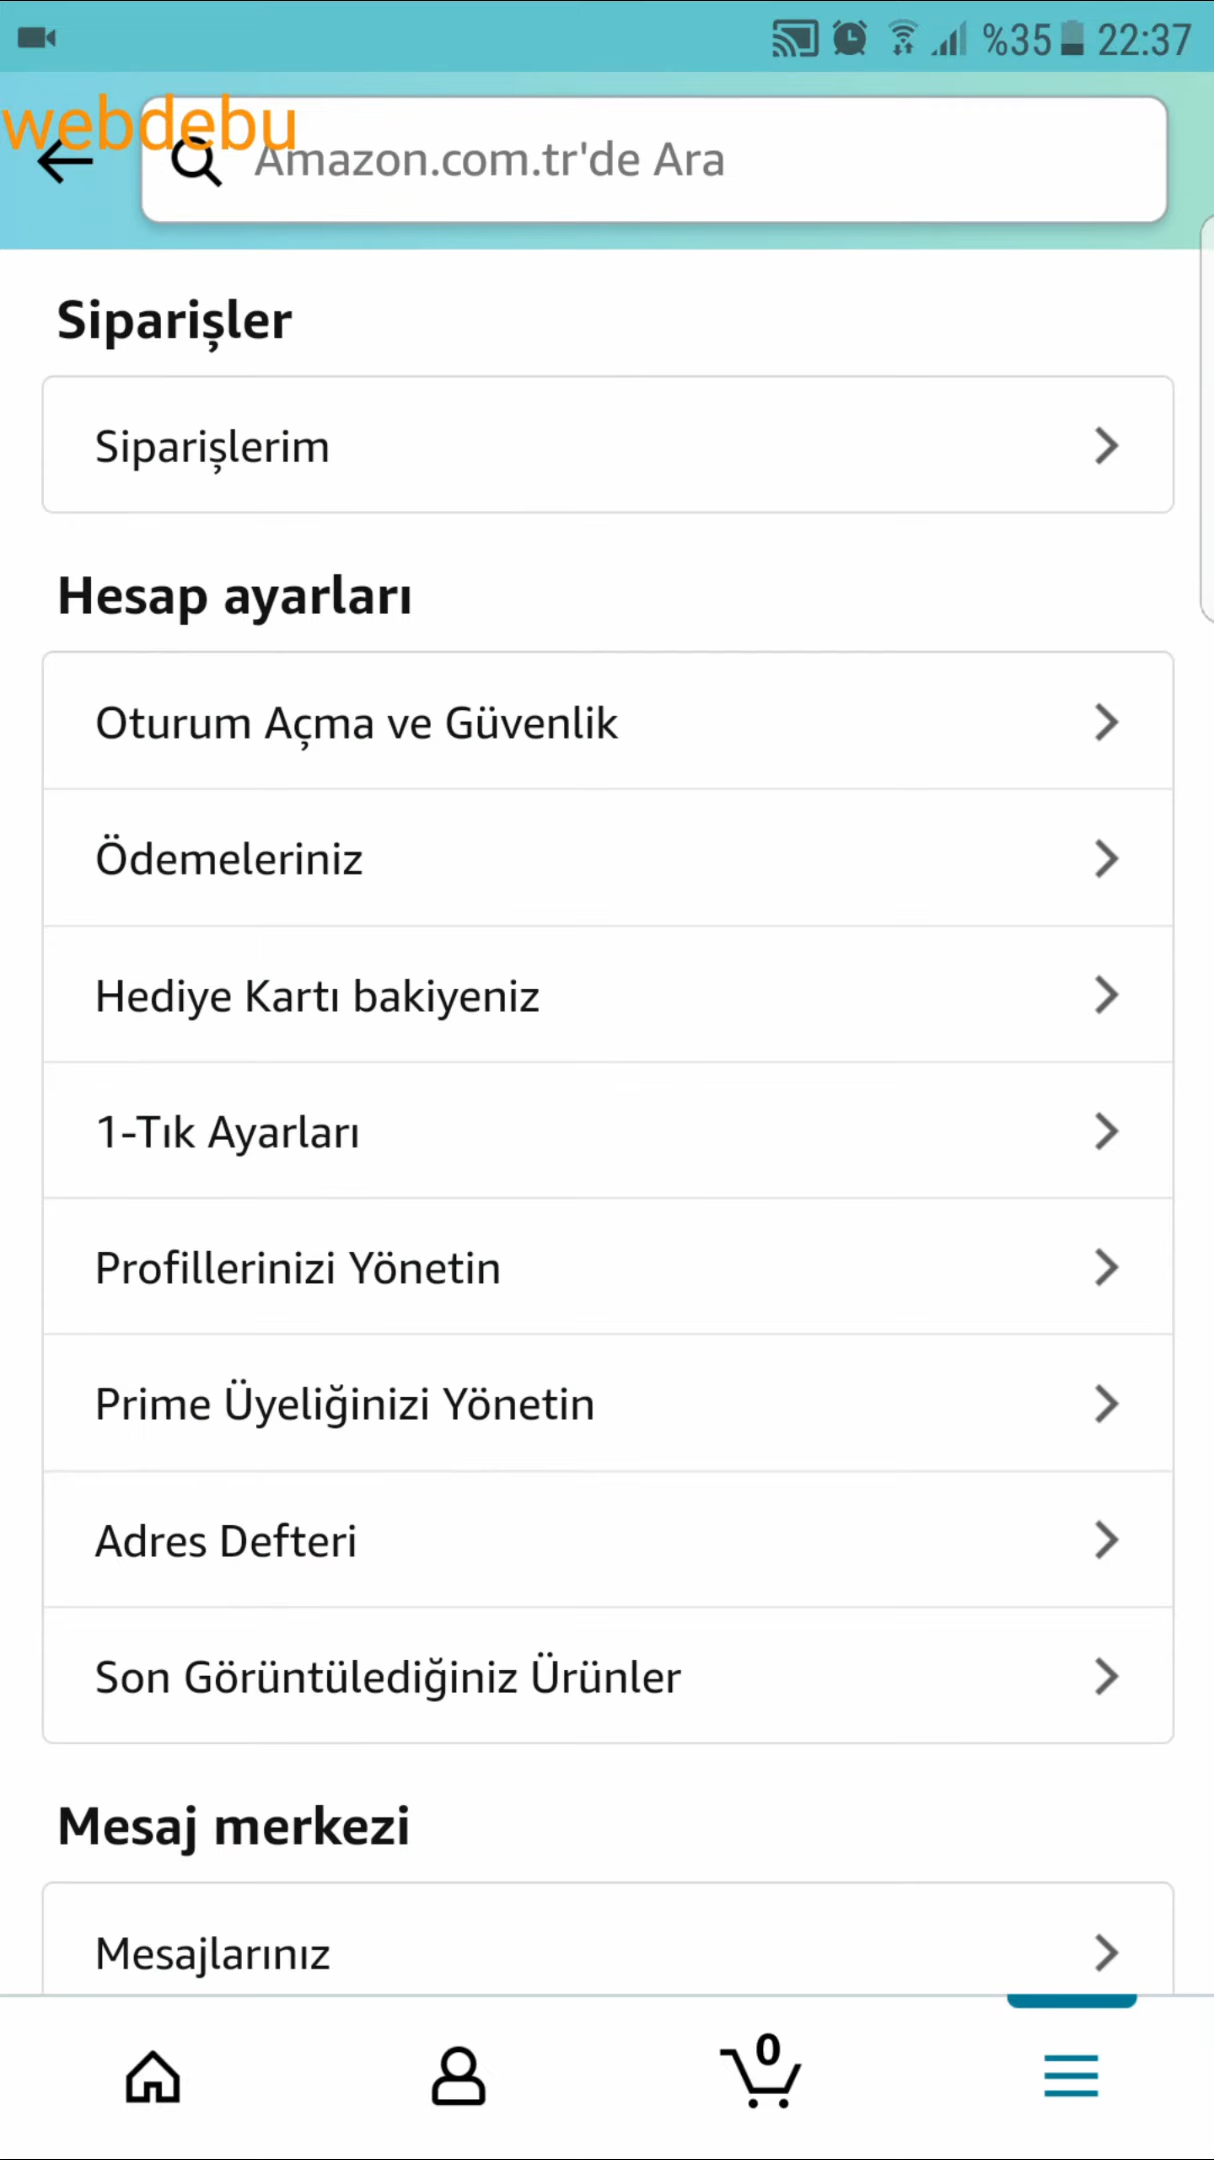 %35 22:37
webdebu
Amazon.com.tr'de Ara
Siparişler
Siparişlerim
Hesap ayarları
Oturum Açma ve Güvenlik
Ödemeleriniz
Hediye Kartı bakiyeniz
1-Tık Ayarları
Profillerinizi Yönetin
Prime Üyeliğinizi Yönetin
Adres Defteri
Son Görüntülediğiniz Ürünler
Mesaj merkezi
Mesajlarınız
0